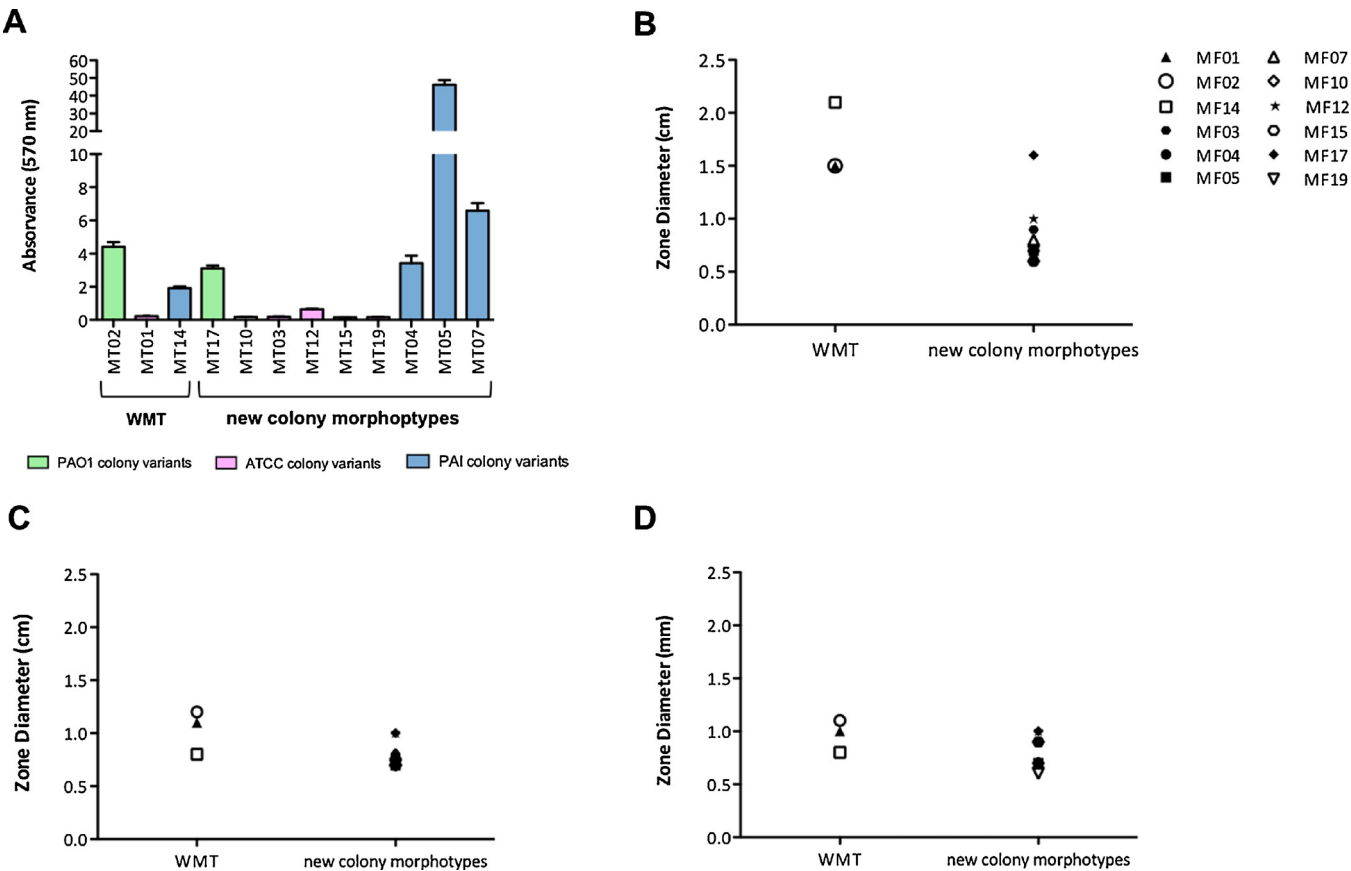 A
Absorvance (570 nm)
60
50
40
30
20
10
8
6
4
2
0
MT02
MT01
MT14
MT17
MT10
MT03
MT12
MT15
MT19
MT04
MT05
MT07
WMT
new colony morphoptypes
PAO1 colony variants
ATCC colony variants
PAI colony variants
B
Zone Diameter (cm)
2.5
2.0
1.5
1.0
0.5
0.0
WMT
new colony morphotypes
MF01
MF02
MF14
MF03
MF04
MF05
MF07
MF10
MF12
MF15
MF17
MF19
C
Zone Diameter (cm)
2.5
2.0
1.5
1.0
0.5
0.0
WMT
new colony morphotypes
D
Zone Diameter (mm)
2.5
2.0
1.5
1.0
0.5
0.0
WMT
new colony morphotypes